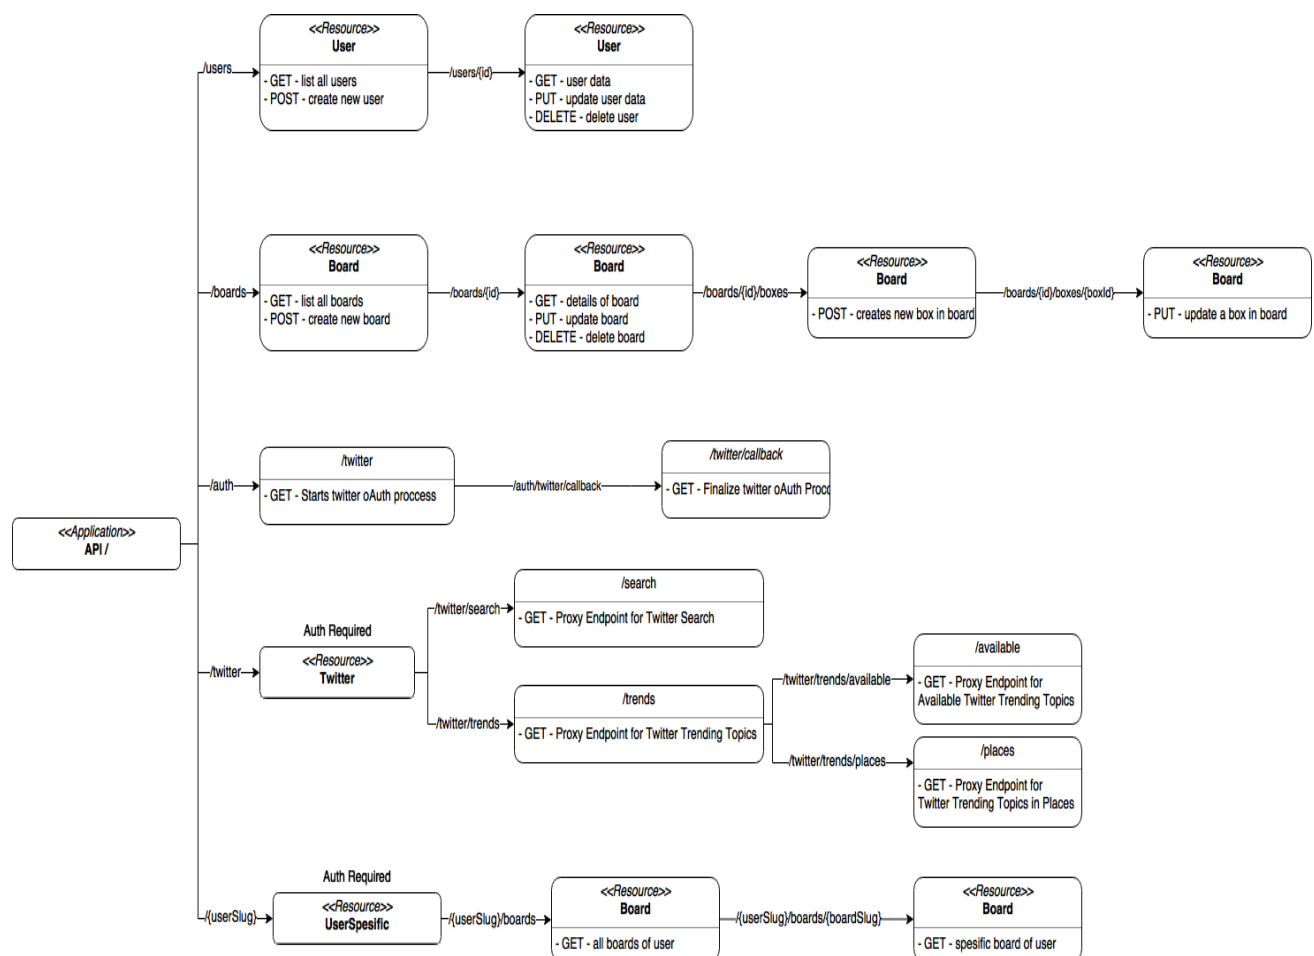 <<Resource>>
User
- GET - list all users
- POST - create new user
/users
/users/{id}
<<Resource>>
User
- GET - user data
- PUT - update user data
- DELETE - delete user
/boards
<<Resource>>
Board
- GET - list all boards
- POST - create new board
/boards/{id}
<<Resource>>
Board
- GET - details of board
- PUT - update board
- DELETE - delete board
/boards/{id}/boxes
<<Resource>>
Board
- POST - creates new box in board
/boards/{id}/boxes/{boxId}
<<Resource>>
Board
- PUT - update a box in board
/auth
/twitter
- GET - Starts twitter oAuth proccess
/auth/twitter/callback
/twitter/callback
- GET - Finalize twitter oAuth Procc
<<Application>>
API /
/twitter
Auth Required
<<Resource>>
Twitter
/twitter/search
/search
- GET - Proxy Endpoint for Twitter Search
/twitter/trends
/trends
- GET - Proxy Endpoint for Twitter Trending Topics
/twitter/trends/available
/available
- GET - Proxy Endpoint for
Available Twitter Trending Topics
/twitter/trends/places
/places
- GET - Proxy Endpoint for
Twitter Trending Topics in Places
/{userSlug}
Auth Required
<<Resource>>
UserSpesific
/{userSlug}/boards
<<Resource>>
Board
- GET - all boards of user
/{userSlug}/boards/{boardSlug}
<<Resource>>
Board
- GET - spesific board of user